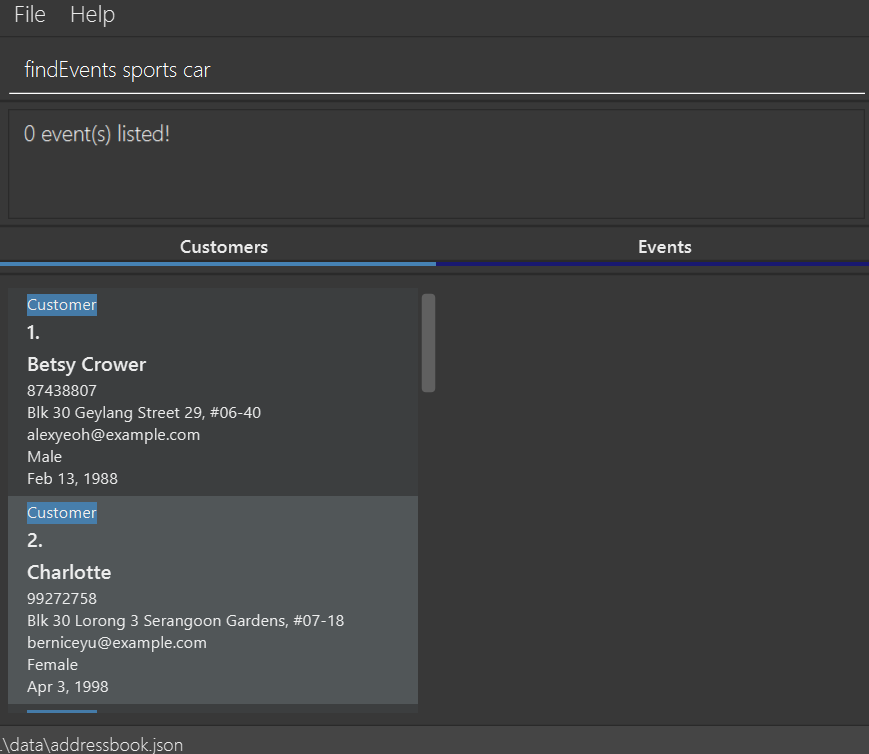 File Help
findEvents sports car
0 event(s) listed!
Customers Events
Customer
1.
Betsy Crower
87438807
Blk 30 Geylang Street 29, #06-40
alexyeoh@example.com
Male
Feb 13, 1988
Customer
2.
Charlotte
99272758
Blk 30 Lorong 3 Serangoon Gardens, #07-18
berniceyu@example.com
Female
Apr 3, 1998
.\data\addressbook.json